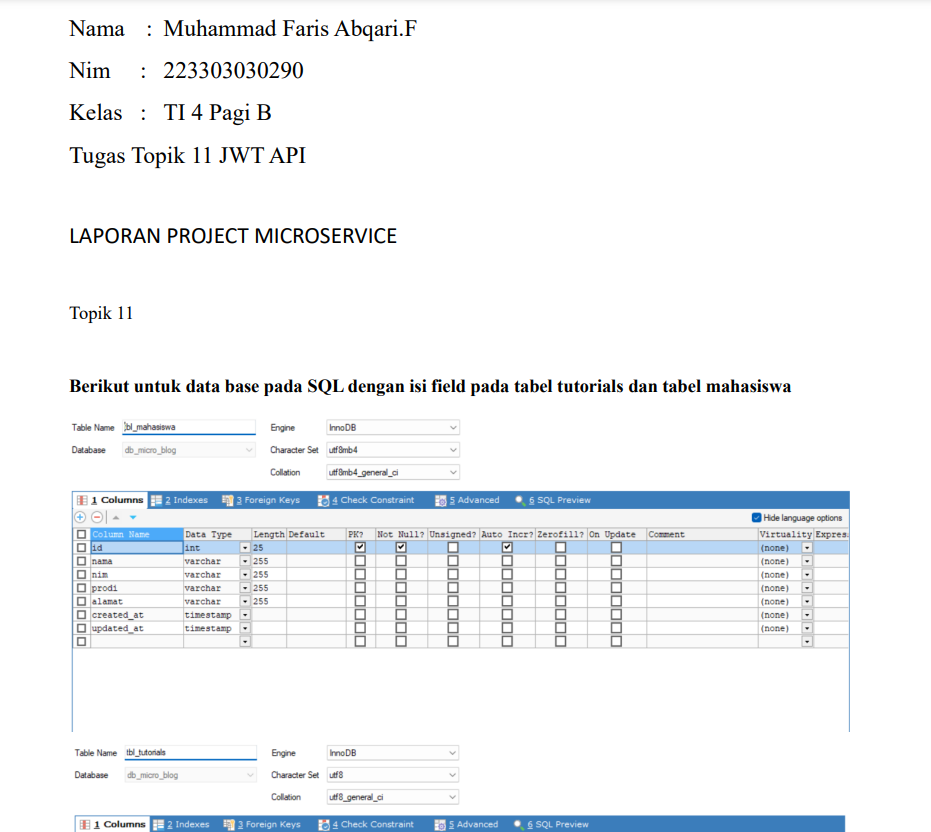 Nama : Muhammad Faris Abqari.F
Nim : 223303030290
Kelas : TI 4 Pagi B
Tugas Topik 11 JWT API
LAPORAN PROJECT MICROSERVICE
Topik 11
Berikut untuk data base pada SQL dengan isi field pada tabel tutorials dan tabel mahasiswa
Table Name tbl_mahasiswa Engine InnoDB
Database db_micro_blog Character Set utf8mb4
Collation utf8mb4_general_ci
1 Columns 2 Indexes 3 Foreign Keys 4 Check Constraint 5 Advanced 6 SQL Preview
Hide language options
Column Name Data Type Length Default PK? Not Null? Unsigned? Auto Incr? Zerofill? On Update Comment Virtuality Expres
id int 25 (none)
nama varchar 255 (none)
nim varchar 255 (none)
prodi varchar 255 (none)
alamat varchar 255 (none)
created_at timestamp (none)
updated_at timestamp (none)
Table Name tbl_tutorials Engine InnoDB
Database db_micro_blog Character Set utf8
Collation utf8_general_ci
1 Columns 2 Indexes 3 Foreign Keys 4 Check Constraint 5 Advanced 6 SQL Preview